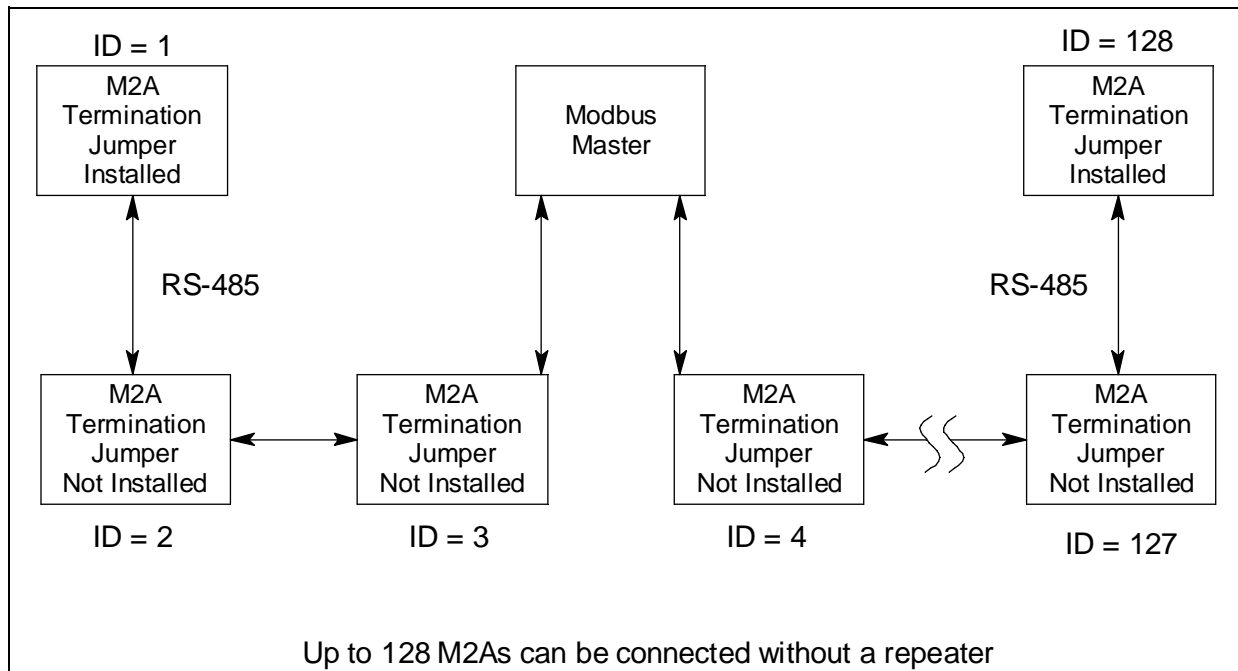 ID = 1
M2A
Termination
Jumper
Installed
Modbus
Master
ID = 128
M2A
Termination
Jumper
Installed
RS-485
RS-485
M2A
Termination
Jumper
Not Installed
ID = 2
M2A
Termination
Jumper
Not Installed
ID = 3
M2A
Termination
Jumper
Not Installed
ID = 4
M2A
Termination
Jumper
Not Installed
ID = 127
Up to 128 M2As can be connected without a repeater